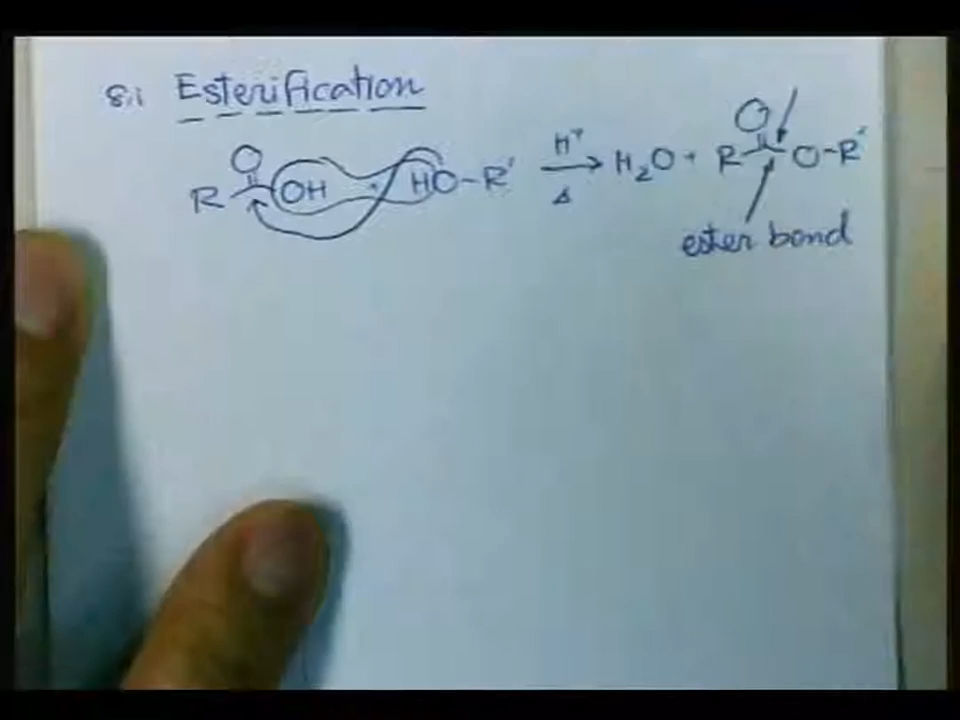 8.1 Esterification
O O
R OH + HO-R' H⁺ Δ → H₂O + R O-R'
ester bond